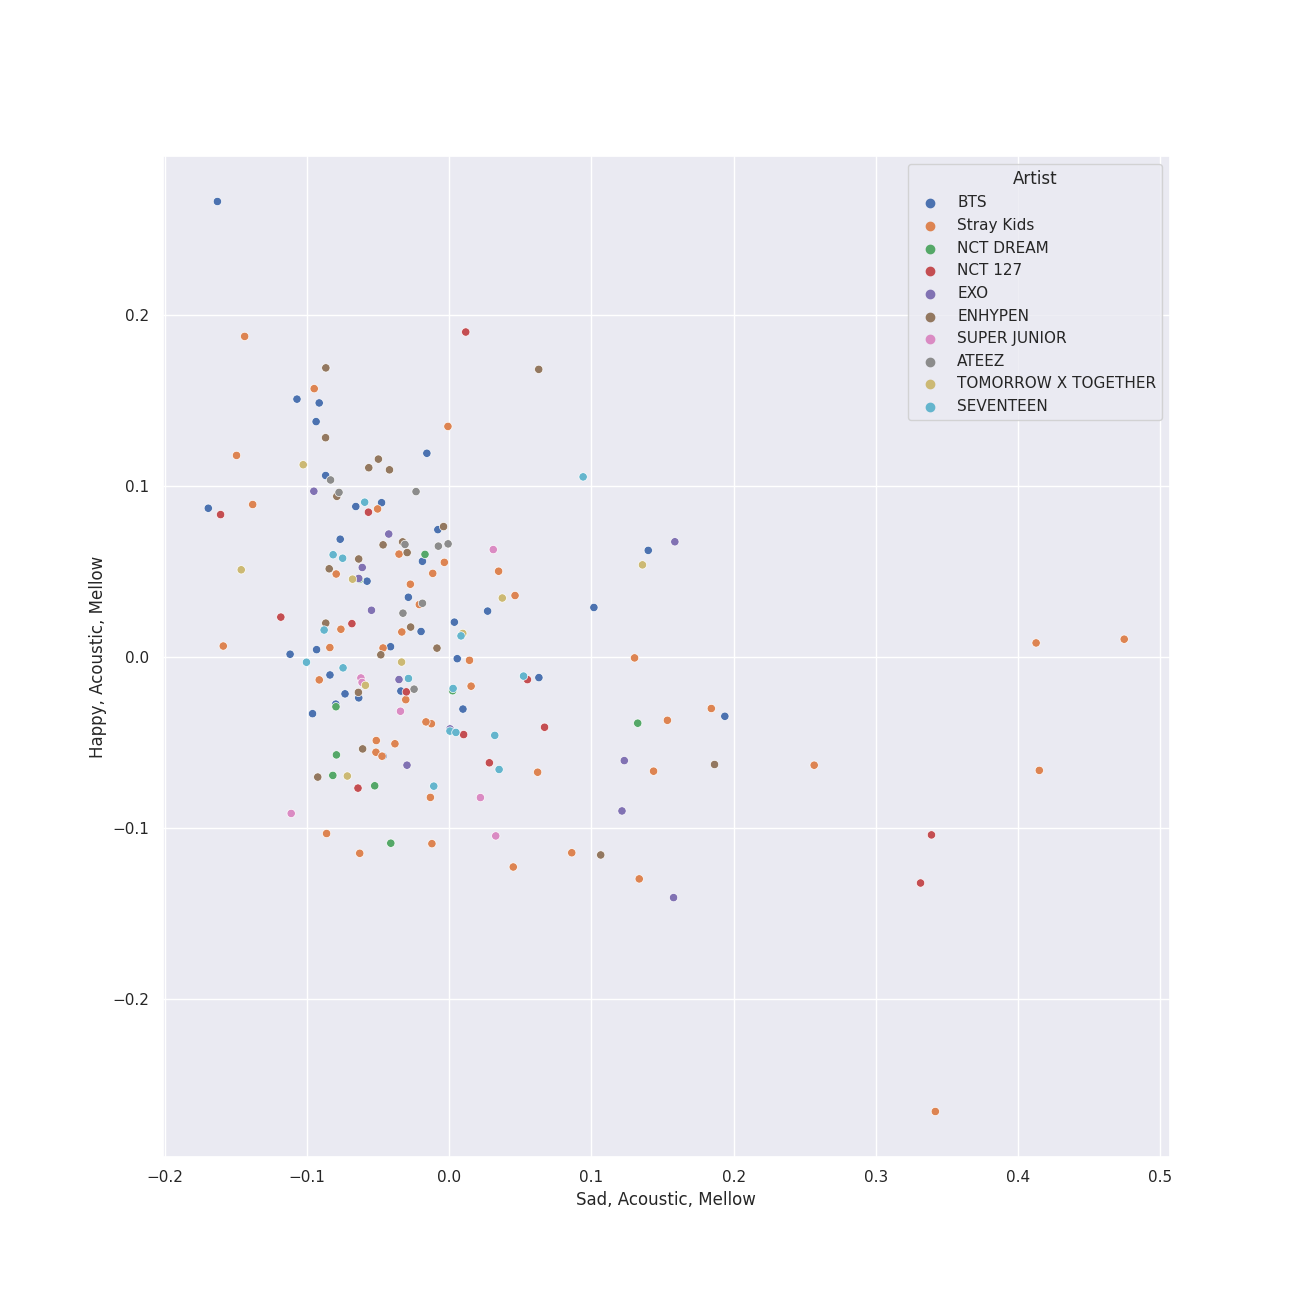 Artist
BTS
Stray Kids
NCT DREAM
NCT 127
EXO
ENHYPEN
SUPER JUNIOR
ATEEZ
TOMORROW X TOGETHER
SEVENTEEN
0.2
0.1
0.0
−0.1
−0.2
Happy, Acoustic, Mellow
−0.2 −0.1 0.0 0.1 0.2 0.3 0.4 0.5
Sad, Acoustic, Mellow